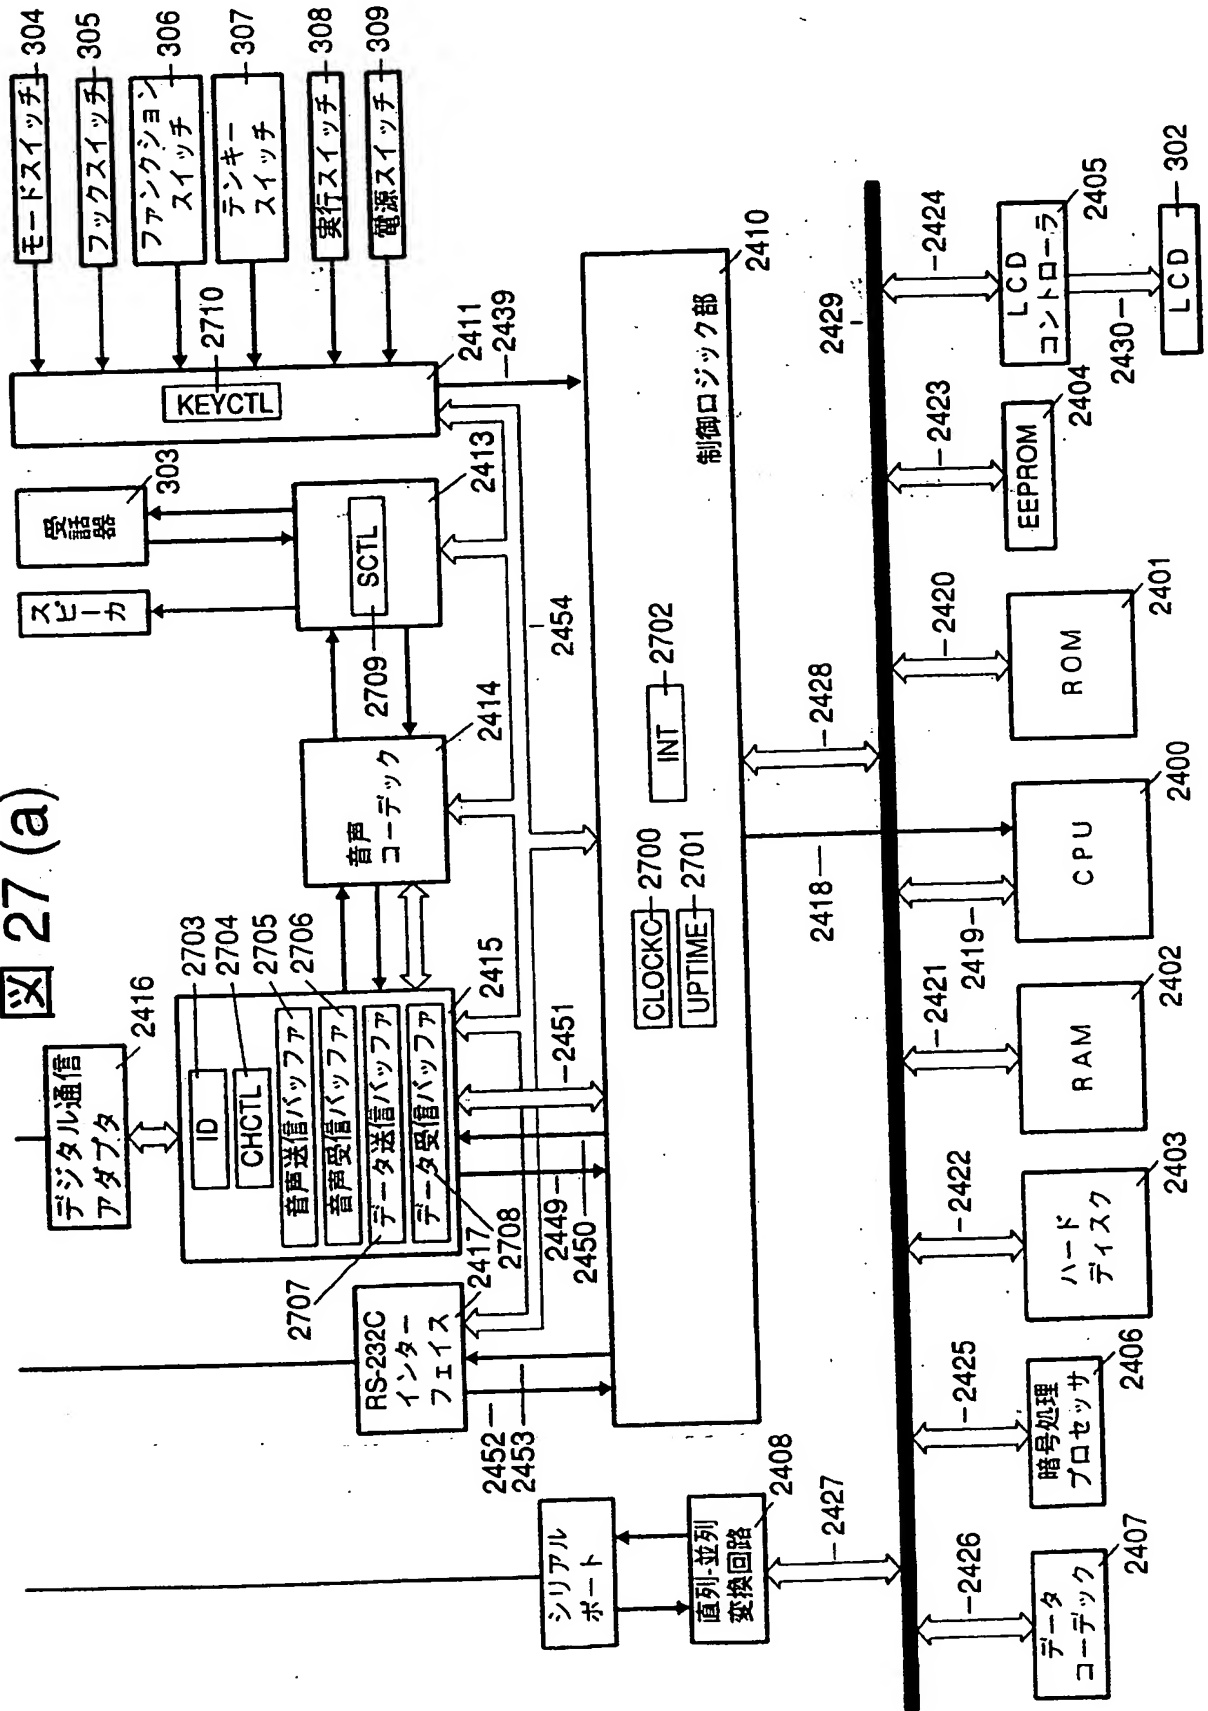 図 27 (a)
モードスイッチ
304
フックスイッチ
305
ファンクション
スイッチ
306
テンキー
スイッチ
307
実行スイッチ
308
電源スイッチ
309
KEYCTL
2710
2411
2439
受話器
303
スピーカ
SCTL
2709
2413
音声
コーデック
2414
2454
デジタル通信
アダプタ
2416
ID
2703
CHCTL
2704
音声送信バッファ
2705
音声受信バッファ
2706
データ送信バッファ
2707
データ受信バッファ
2708
2415
2451
2449
2450
RS-232C
インター
フェイス
2417
2452
2453
シリアル
ポート
直列-並列
変換回路
2408
2427
制御ロジック部
2410
CLOCKC
2700
UPTIME
2701
INT
2702
2428
2418
2429
データ
コーデック
2407
2426
暗号処理
プロセッサ
2406
2425
ハード
ディスク
2403
2422
RAM
2402
2421
CPU
2400
2419
ROM
2401
2420
EEPROM
2404
2423
LCD
コントローラ
2405
2424
2430
LCD
302